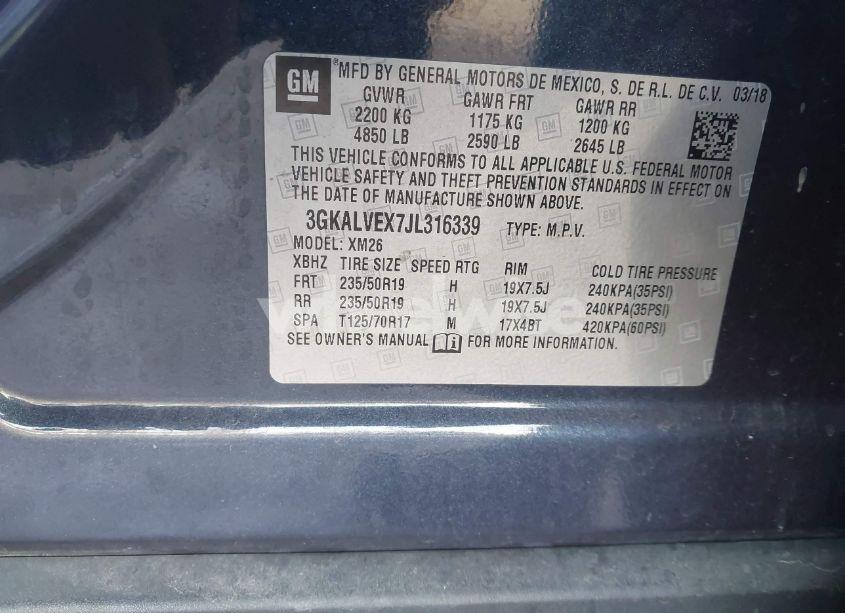 GM
MFD BY GENERAL MOTORS DE MEXICO, S. DE R.L. DE C.V. 03/18
GVWR GAWR FRT GAWR RR
2200 KG 1175 KG 1200 KG
4850 LB 2590 LB 2645 LB
THIS VEHICLE CONFORMS TO ALL APPLICABLE U.S. FEDERAL MOTOR
VEHICLE SAFETY AND THEFT PREVENTION STANDARDS IN EFFECT ON
THE DATE OF MANUFACTURE SHOWN ABOVE.
3GKALVEX7JL316339 TYPE: M.P.V.
MODEL: XM26
XBHZ TIRE SIZE SPEED RTG RIM COLD TIRE PRESSURE
FRT 235/50R19 H 19X7.5J 240KPA(35PSI)
RR 235/50R19 H 19X7.5J 240KPA(35PSI)
SPA T125/70R17 M 17X4BT 420KPA(60PSI)
SEE OWNER'S MANUAL FOR MORE INFORMATION.